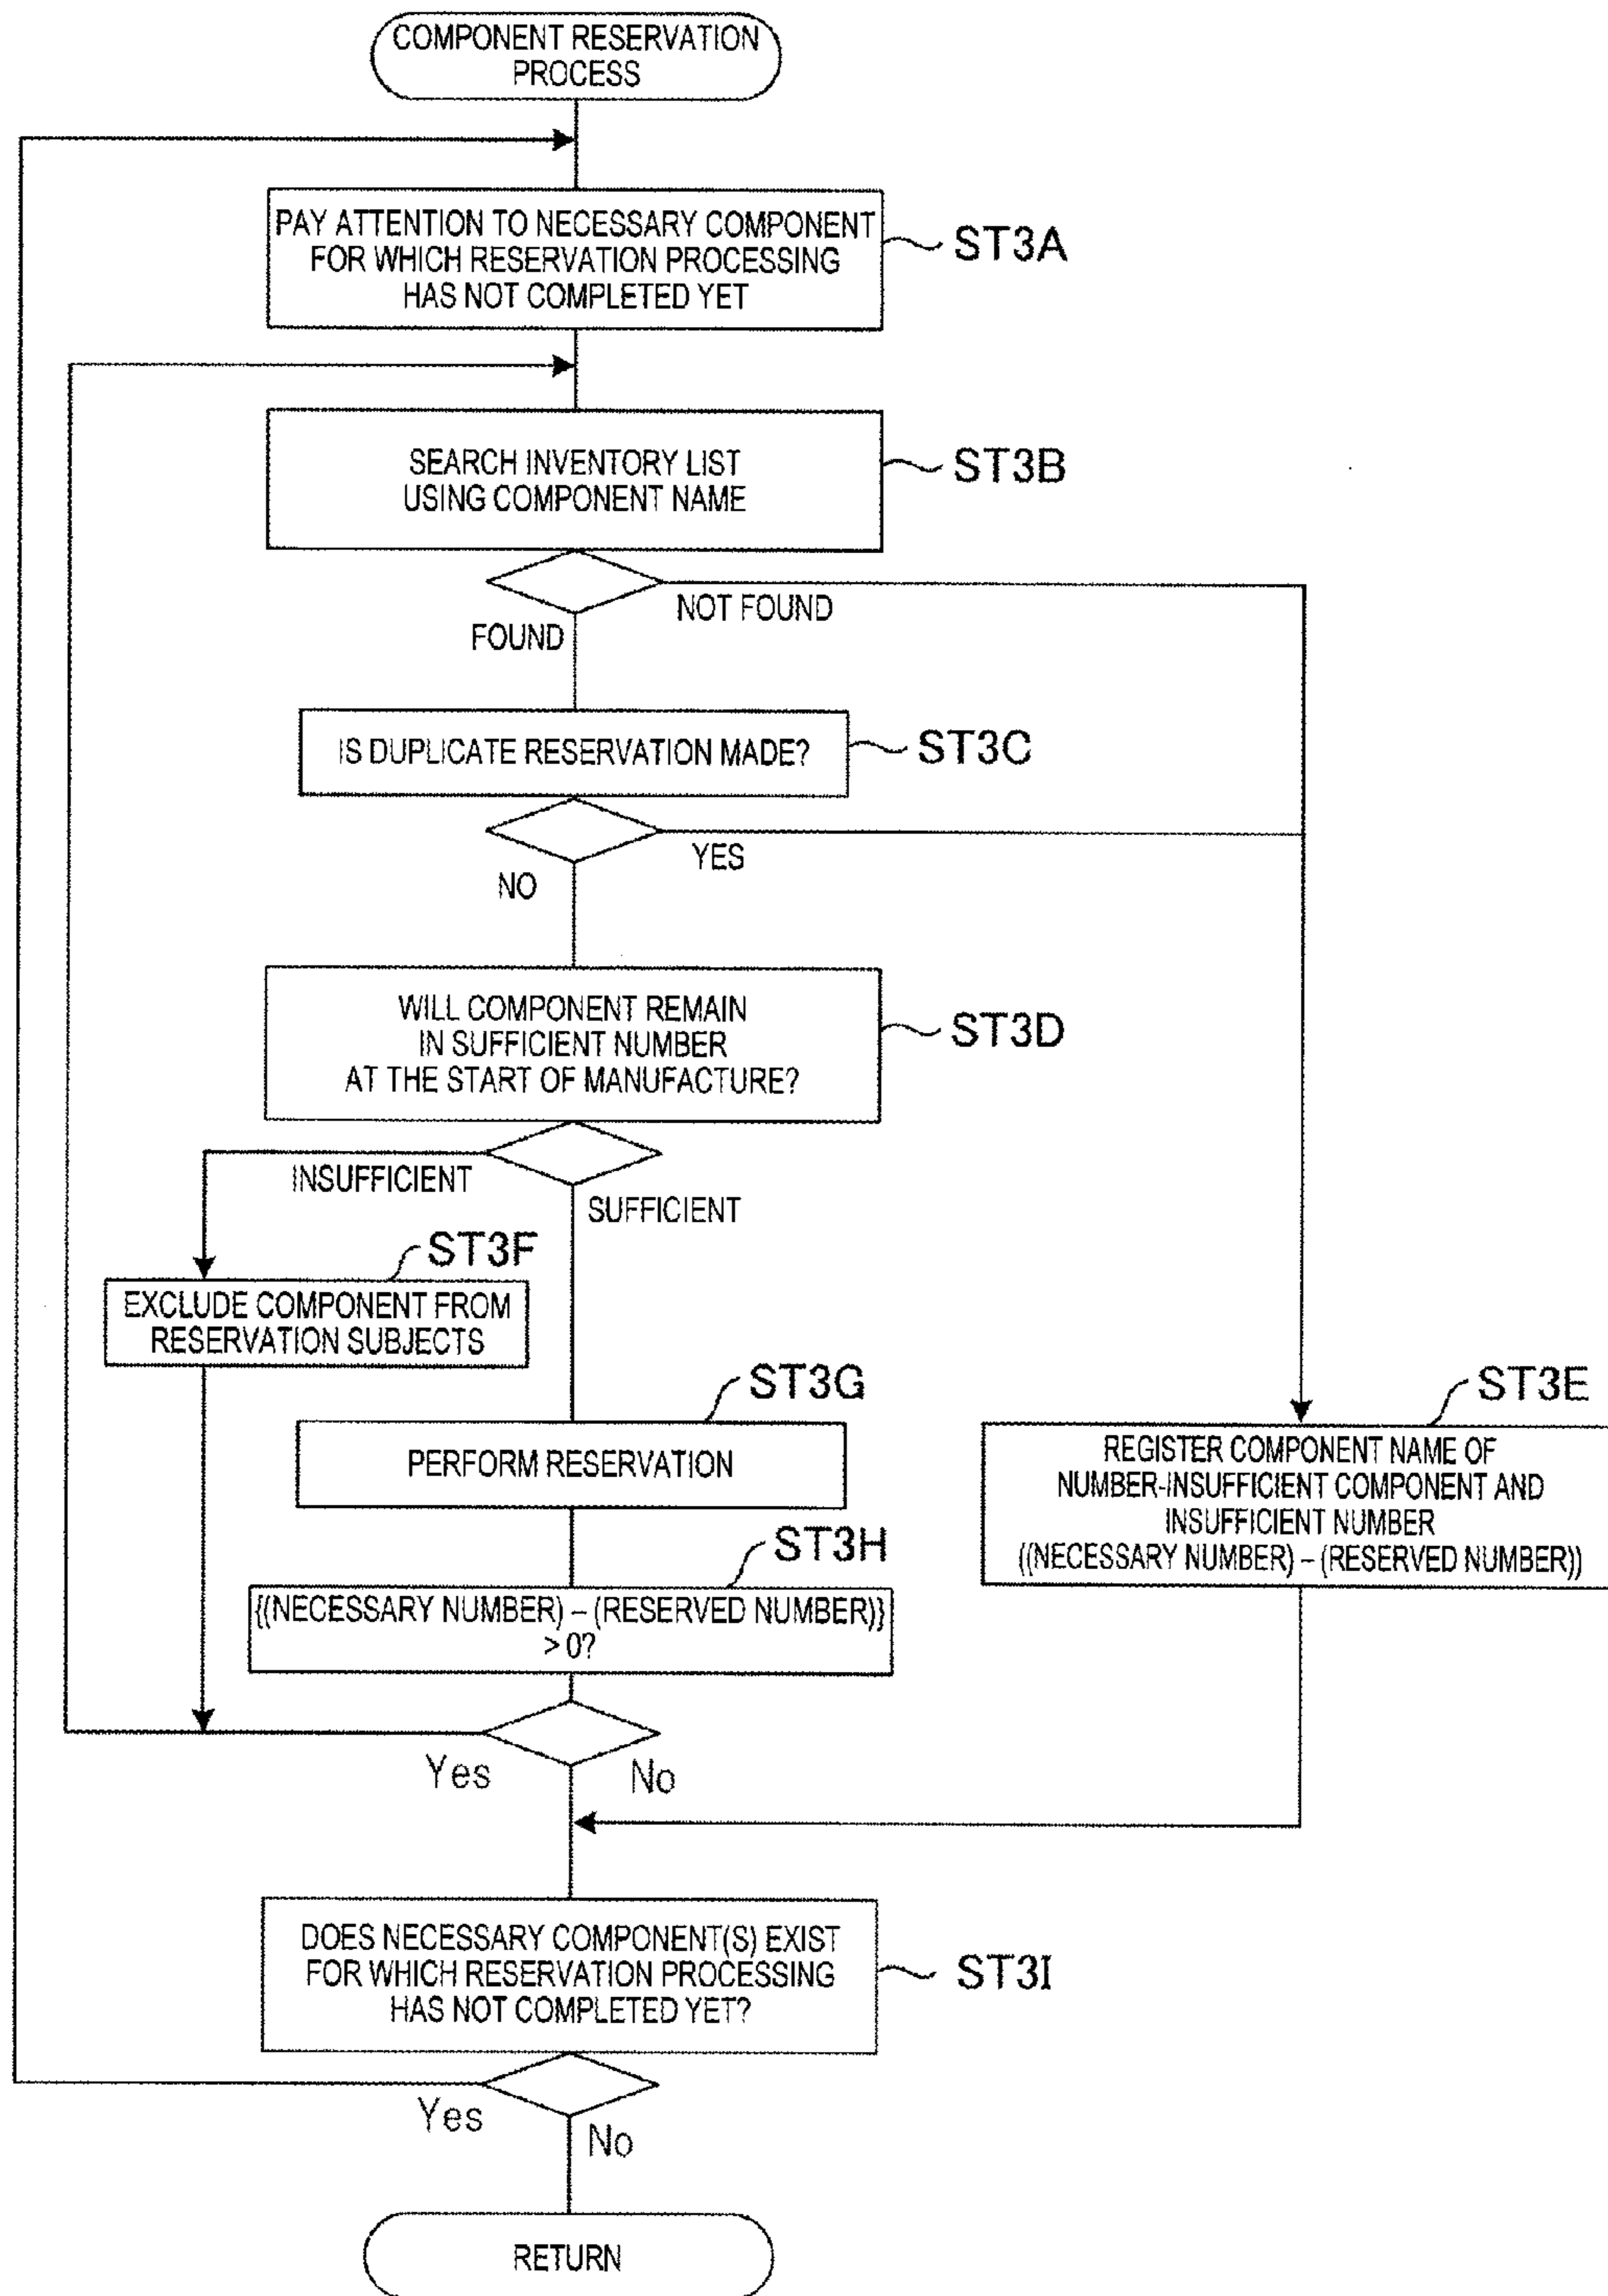 COMPONENT RESERVATION
PROCESS
PAY ATTENTION TO NECESSARY COMPONENT
FOR WHICH RESERVATION PROCESSING
HAS NOT COMPLETED YET
ST3A
SEARCH INVENTORY LIST
USING COMPONENT NAME
ST3B
NOT FOUND
FOUND
IS DUPLICATE RESERVATION MADE?
ST3C
YES
NO
WILL COMPONENT REMAIN
IN SUFFICIENT NUMBER
AT THE START OF MANUFACTURE?
ST3D
INSUFFICIENT
SUFFICIENT
ST3F
EXCLUDE COMPONENT FROM
RESERVATION SUBJECTS
ST3G
PERFORM RESERVATION
ST3E
REGISTER COMPONENT NAME OF
NUMBER-INSUFFICIENT COMPONENT AND
INSUFFICIENT NUMBER
((NECESSARY NUMBER) – (RESERVED NUMBER))
ST3H
{(NECESSARY NUMBER) – (RESERVED NUMBER)}
> 0?
Yes
No
DOES NECESSARY COMPONENT(S) EXIST
FOR WHICH RESERVATION PROCESSING
HAS NOT COMPLETED YET?
ST3I
Yes
No
RETURN